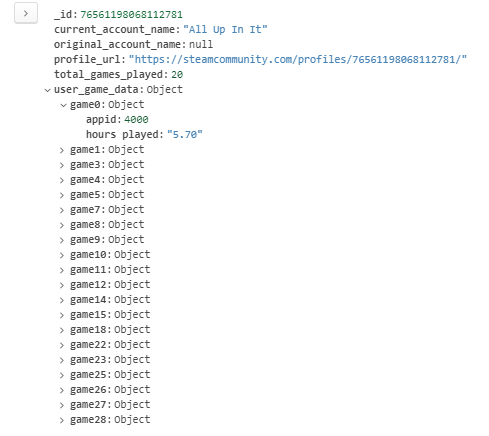 _id: 76561198068112781
current_account_name: "All Up In It"
original_account_name: null
profile_url: "https://steamcommunity.com/profiles/76561198068112781/"
total_games_played: 20
user_game_data: Object
game0: Object
appid: 4000
hours played: "5.70"
game1: Object
game3: Object
game4: Object
game5: Object
game7: Object
game8: Object
game9: Object
game10: Object
game11: Object
game12: Object
game14: Object
game15: Object
game18: Object
game22: Object
game23: Object
game25: Object
game26: Object
game27: Object
game28: Object